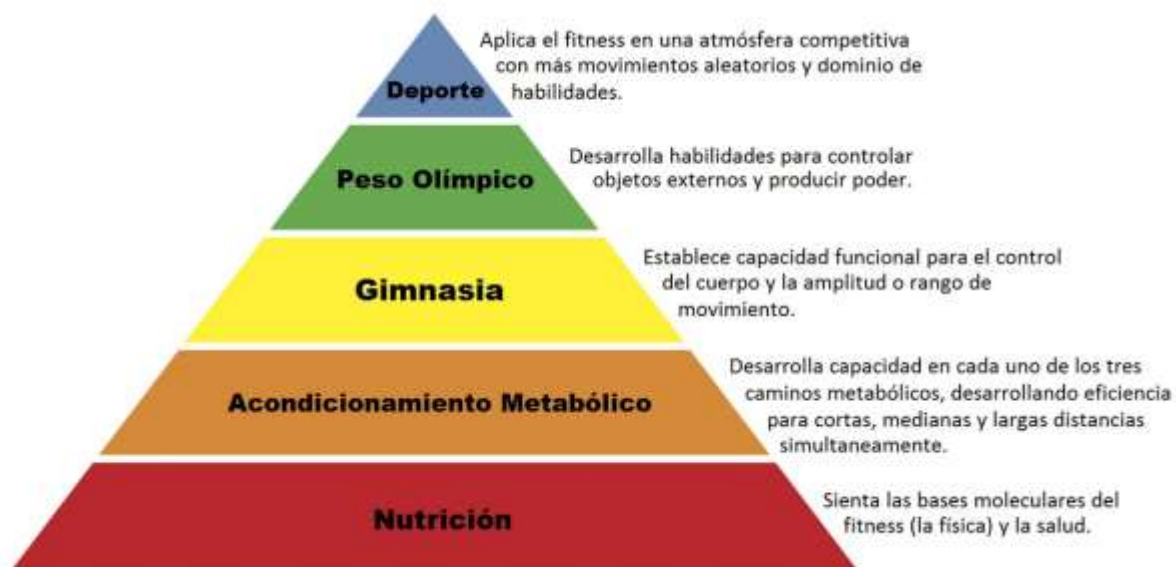 Deporte
Aplica el fitness en una atmósfera competitiva
con más movimientos aleatorios y dominio de
habilidades.
Peso Olímpico
Desarrolla habilidades para controlar
objetos externos y producir poder.
Gimnasia
Establece capacidad funcional para el control
del cuerpo y la amplitud o rango de
movimiento.
Acondicionamiento Metabólico
Desarrolla capacidad en cada uno de los tres
caminos metabólicos, desarrollando eficiencia
para cortas, medianas y largas distancias
simultaneamente.
Nutrición
Sienta las bases moleculares del
fitness (la física) y la salud.